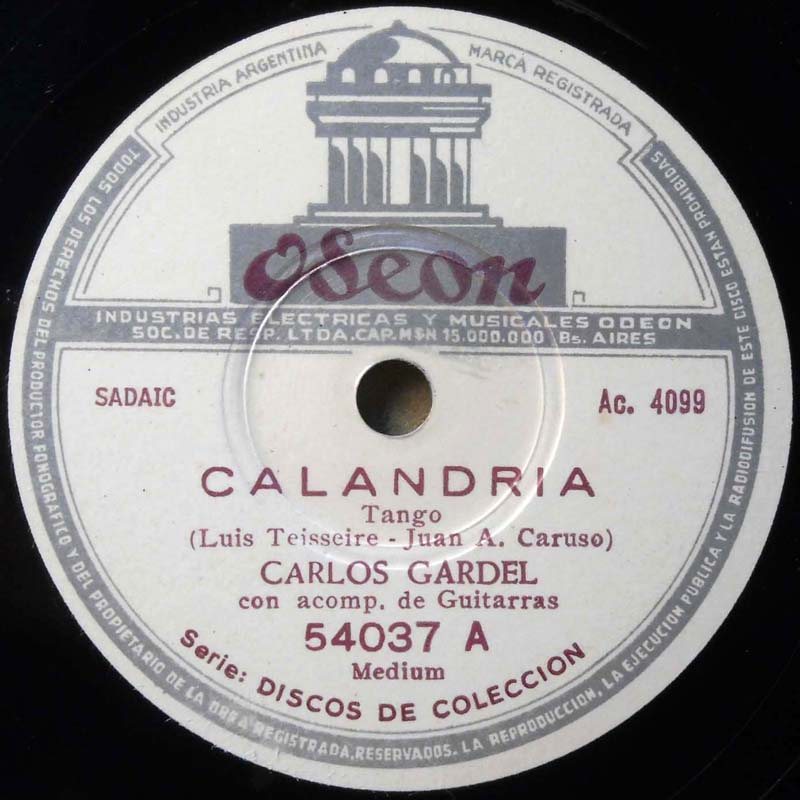 INDUSTRIA ARGENTINA
MARCA REGISTRADA
Odeon
INDUSTRIAS ELECTRICAS Y MUSICALES ODEON
SOC. DE RESP. LTDA. CAP. M$N 15.000.000 Bs. AIRES
SADAIC
Ac. 4099
CALANDRIA
Tango
(Luis Teisseire - Juan A. Caruso)
CARLOS GARDEL
con acomp. de Guitarras
54037 A
Medium
Serie: DISCOS DE COLECCION
TODOS LOS DERECHOS DEL PRODUCTOR FONOGRAFICO Y DEL PROPIETARIO DE LA OBRA REGISTRADA, RESERVADOS. LA REPRODUCCION, LA EJECUCION PUBLICA Y LA RADIODIFUSION DE ESTE DISCO ESTAN PROHIBIDAS